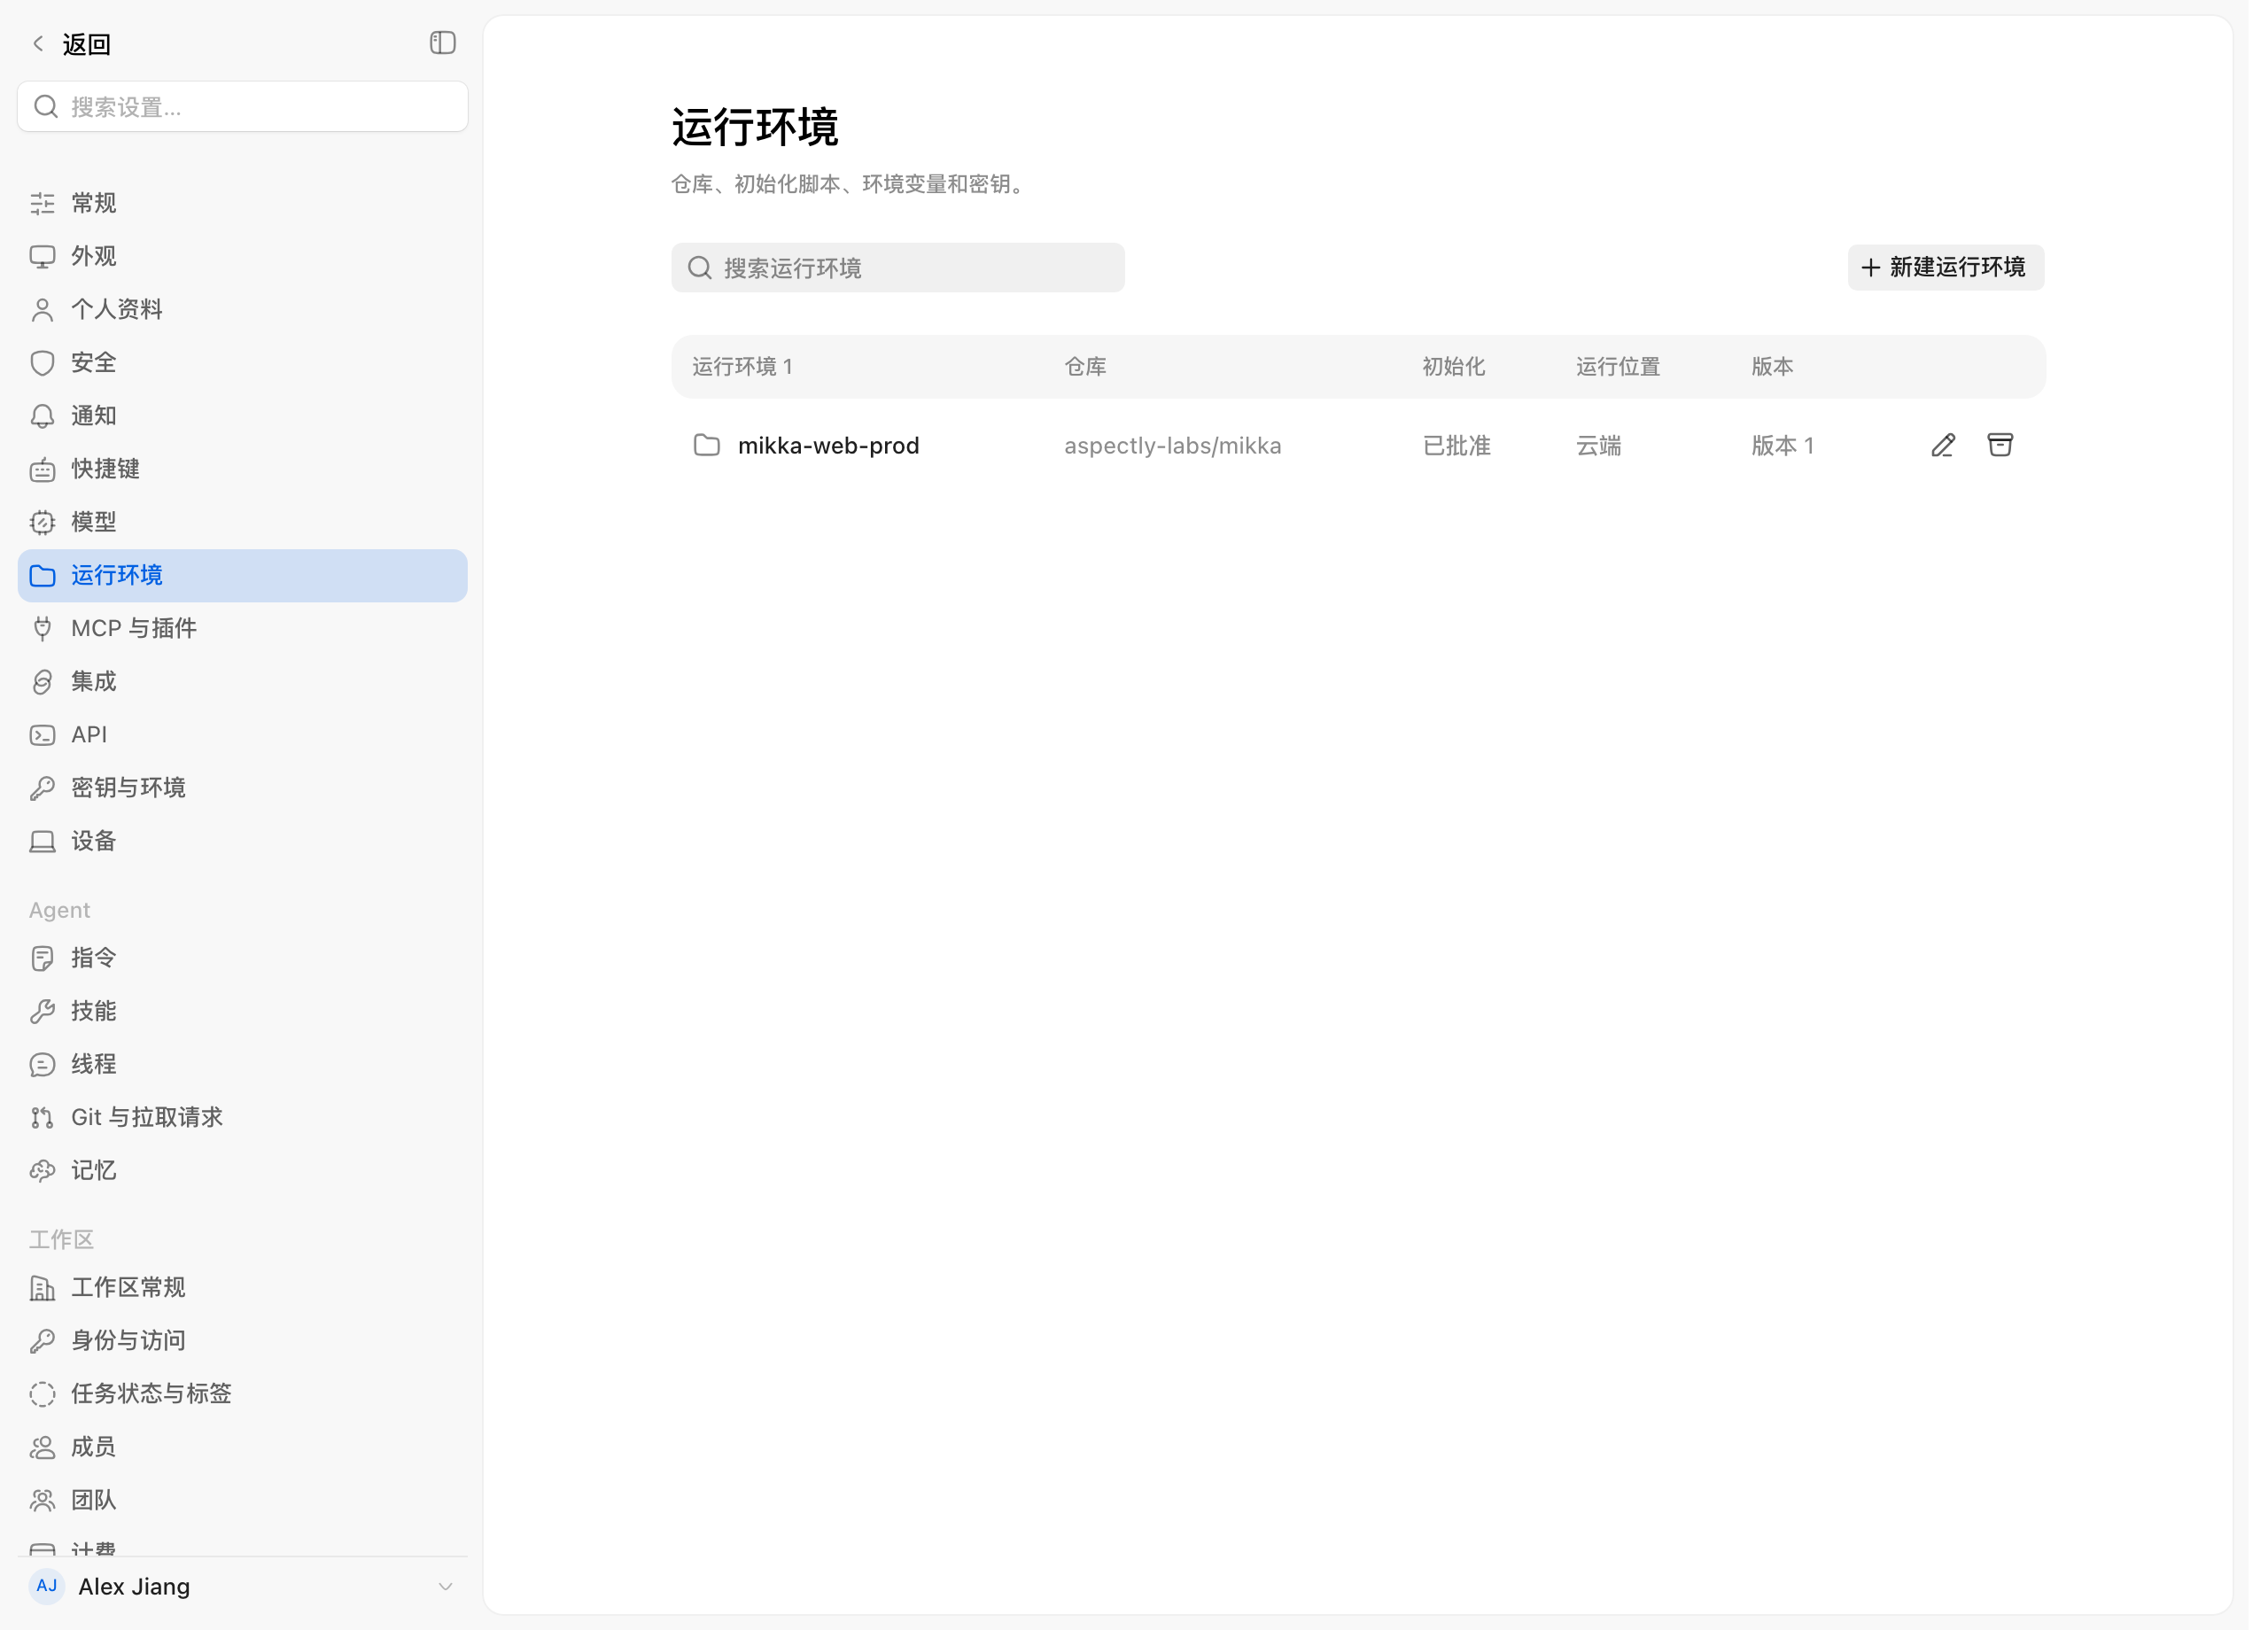 返回
搜索设置...
常规
外观
个人资料
安全
通知
快捷键
模型
运行环境
MCP 与插件
集成
API
密钥与环境
设备
Agent
指令
技能
线程
Git 与拉取请求
记忆
工作区
工作区常规
身份与访问
任务状态与标签
成员
团队
计费
AJ Alex Jiang
运行环境
仓库、初始化脚本、环境变量和密钥。
搜索运行环境
新建运行环境
运行环境 1 仓库 初始化 运行位置 版本
mikka-web-prod aspectly-labs/mikka 已批准 云端 版本 1